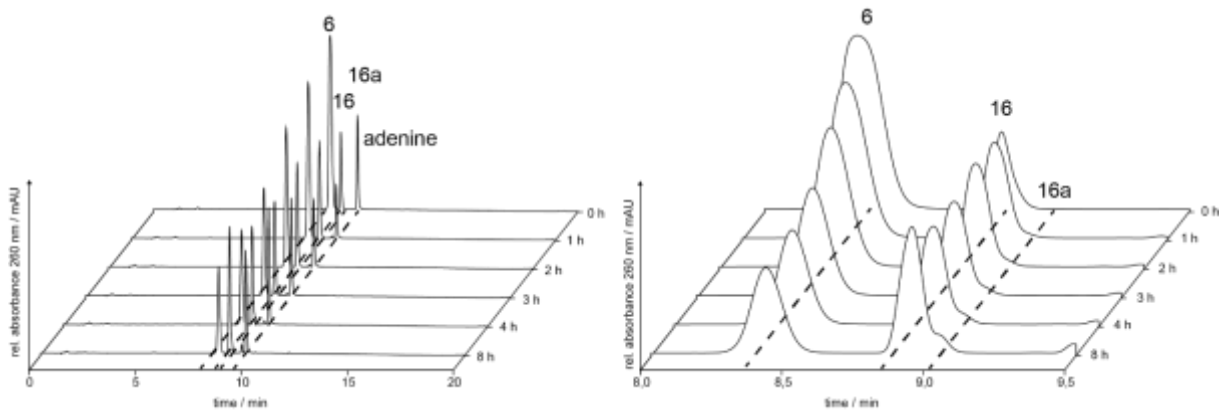 6
16a
16
adenine
rel. absorbance 260 nm / mAU
0 h
1 h
2 h
3 h
4 h
8 h
0
5
10
15
20
time / min
6
16
16a
rel. absorbance 260 nm / mAU
0 h
1 h
2 h
3 h
4 h
8 h
8,0
8,5
9,0
9,5
time / min